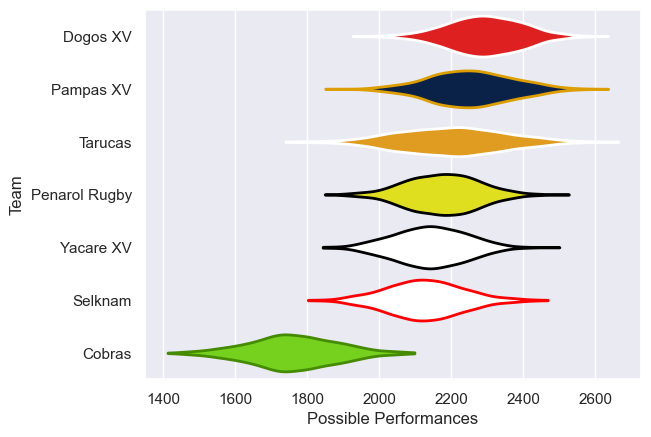 Dogos XV
Pampas XV
Tarucas
Penarol Rugby
Yacare XV
Selknam
Cobras
Team
1400 1600 1800 2000 2200 2400 2600
Possible Performances